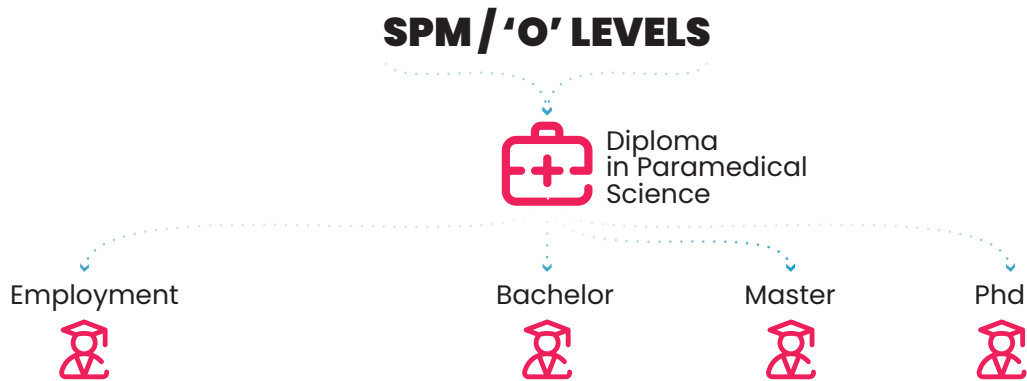 SPM / ‘O’ LEVELS
Diploma
in Paramedical
Science
Employment
Bachelor
Master
Phd